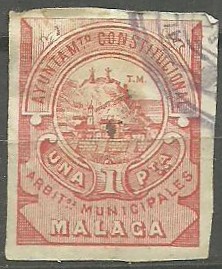 AYUNTAMTO CONSTITUCIONAL
T.M.
UNA 1 PTA
ARBITOS MUNICIPALES
MALAGA